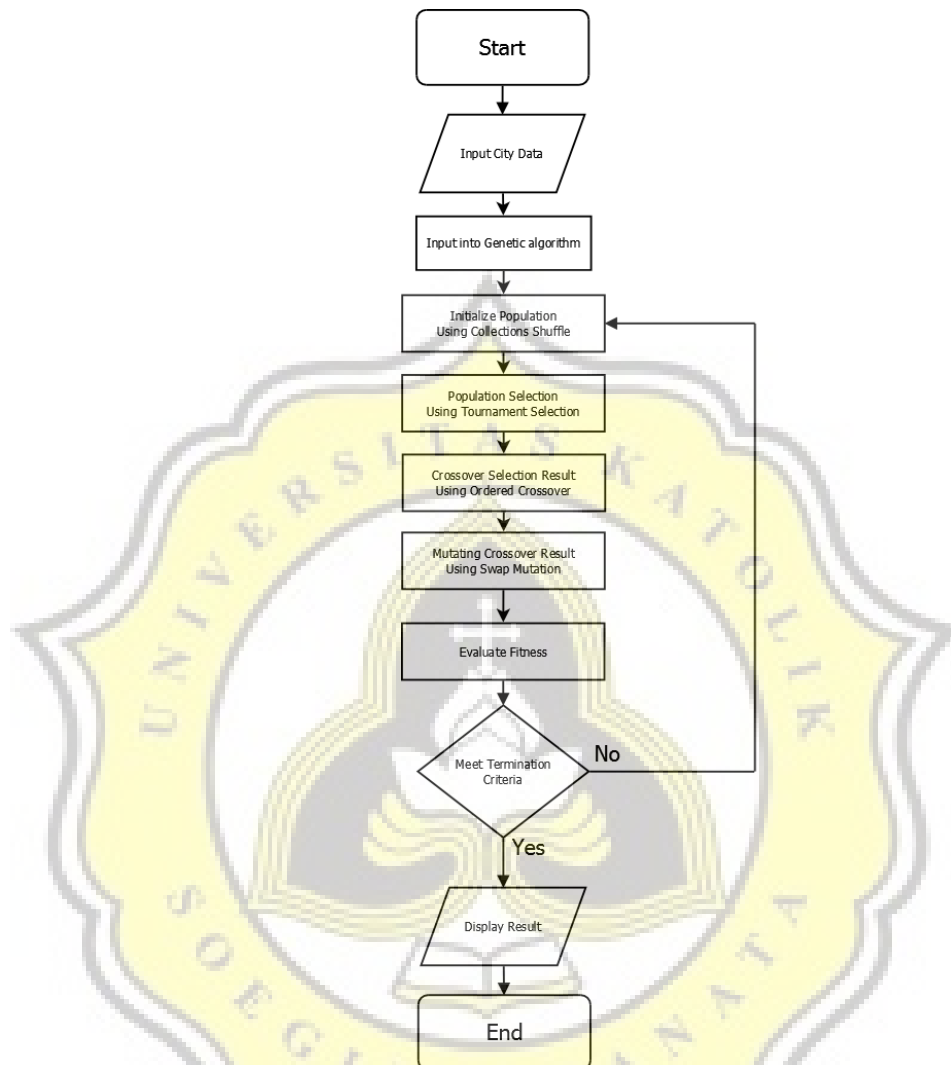 Start
Input City Data
Input into Genetic algorithm
Initialize Population
Using Collections Shuffle
Population Selection
Using Tournament Selection
Crossover Selection Result
Using Ordered Crossover
Mutating Crossover Result
Using Swap Mutation
Evaluate Fitness
Meet Termination
Criteria
No
Yes
Display Result
End
UNIVERSITAS KATOLIK